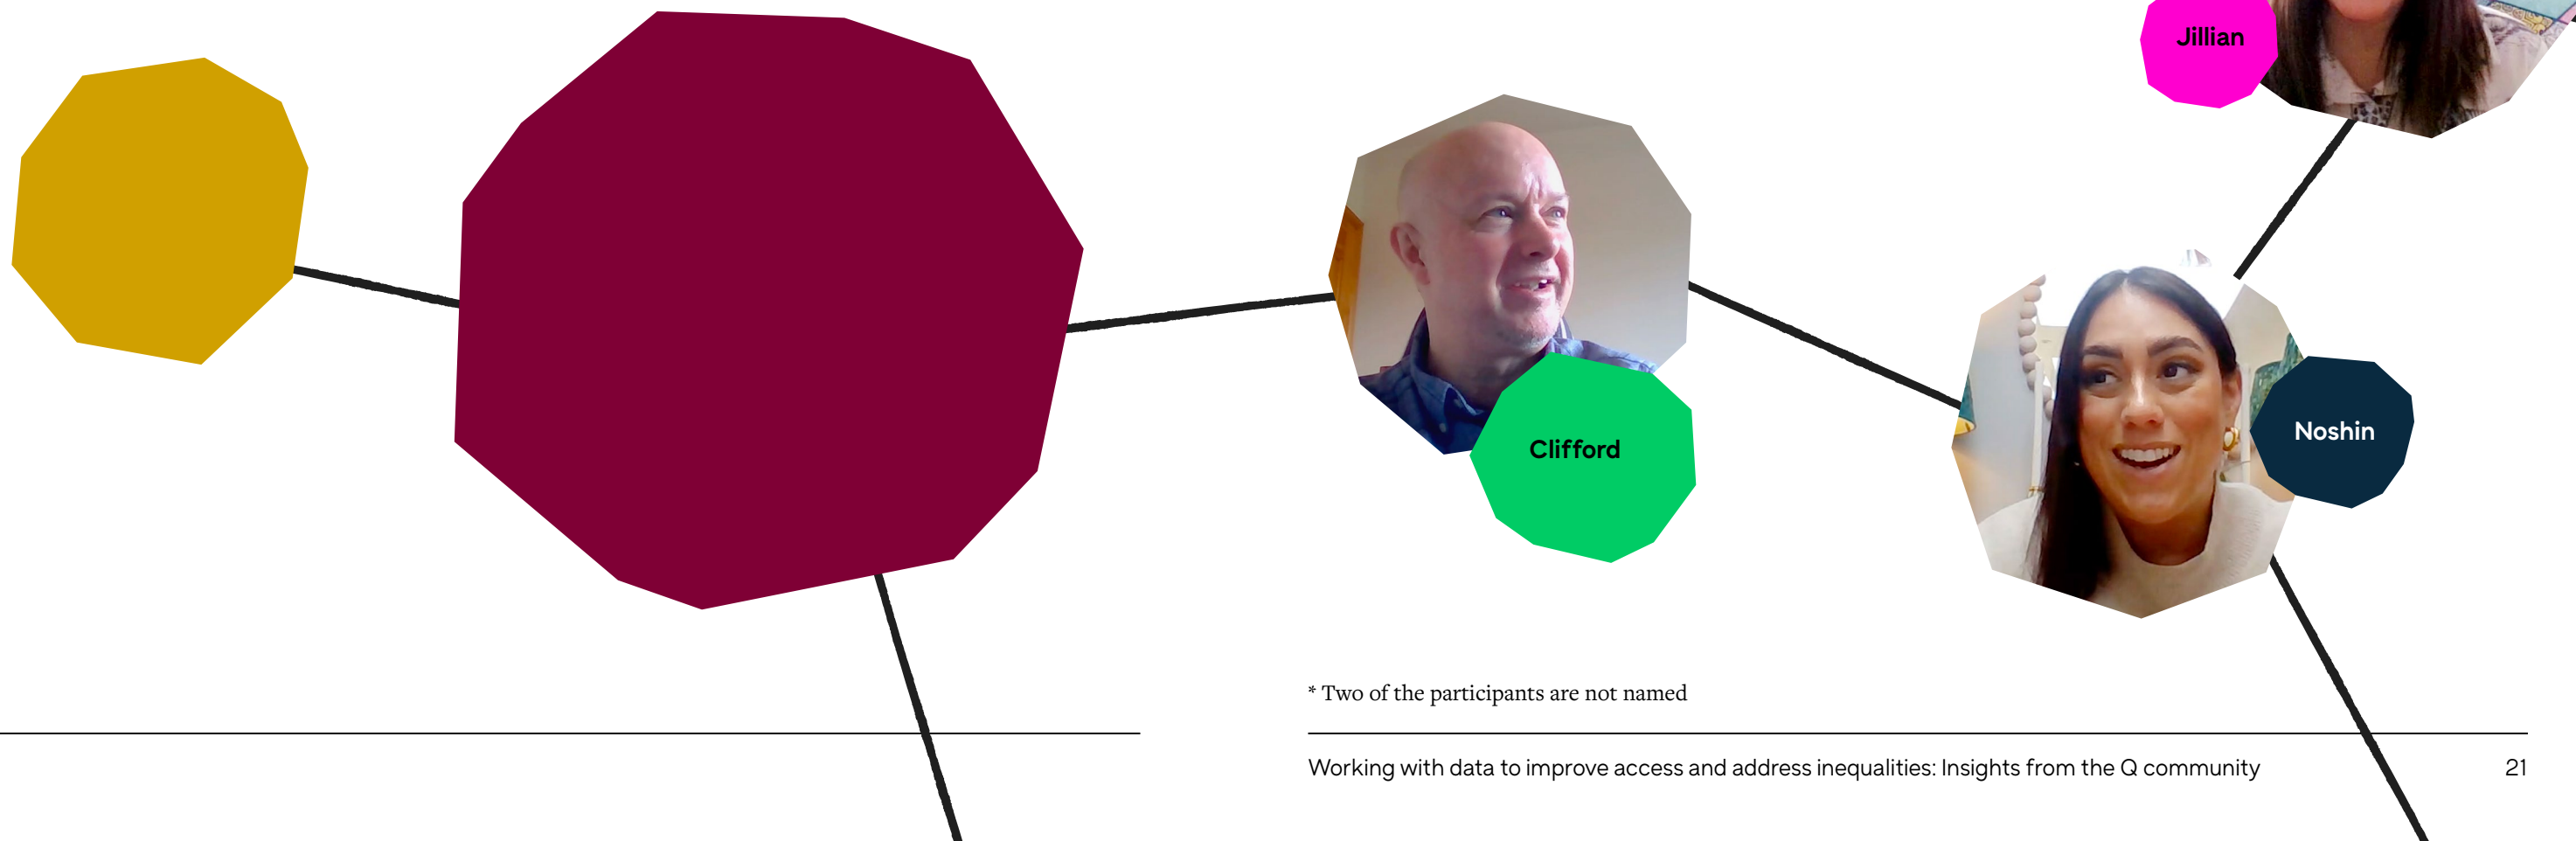 Jillian
Clifford
Noshin
* Two of the participants are not named
Working with data to improve access and address inequalities: Insights from the Q community
21